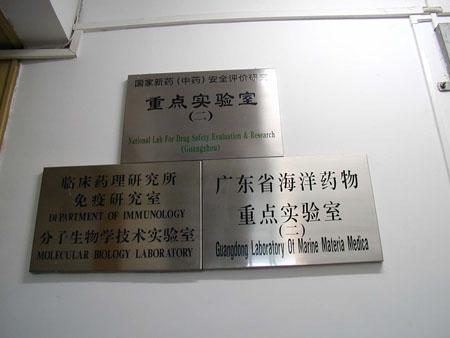 国家新药(中药)安全评价研究
重点实验室
(二)
National Lab For Drug Safety Evaluation & Research
(Guangzhou)
临床药理研究所
免疫研究室
DEPARTMENT OF IMMUNOLOGY
分子生物学技术实验室
MOLECULAR BIOLOGY LABORATORY
广东省海洋药物
重点实验室
(二)
Guangdong Laboratory Of Marine Materia Medica